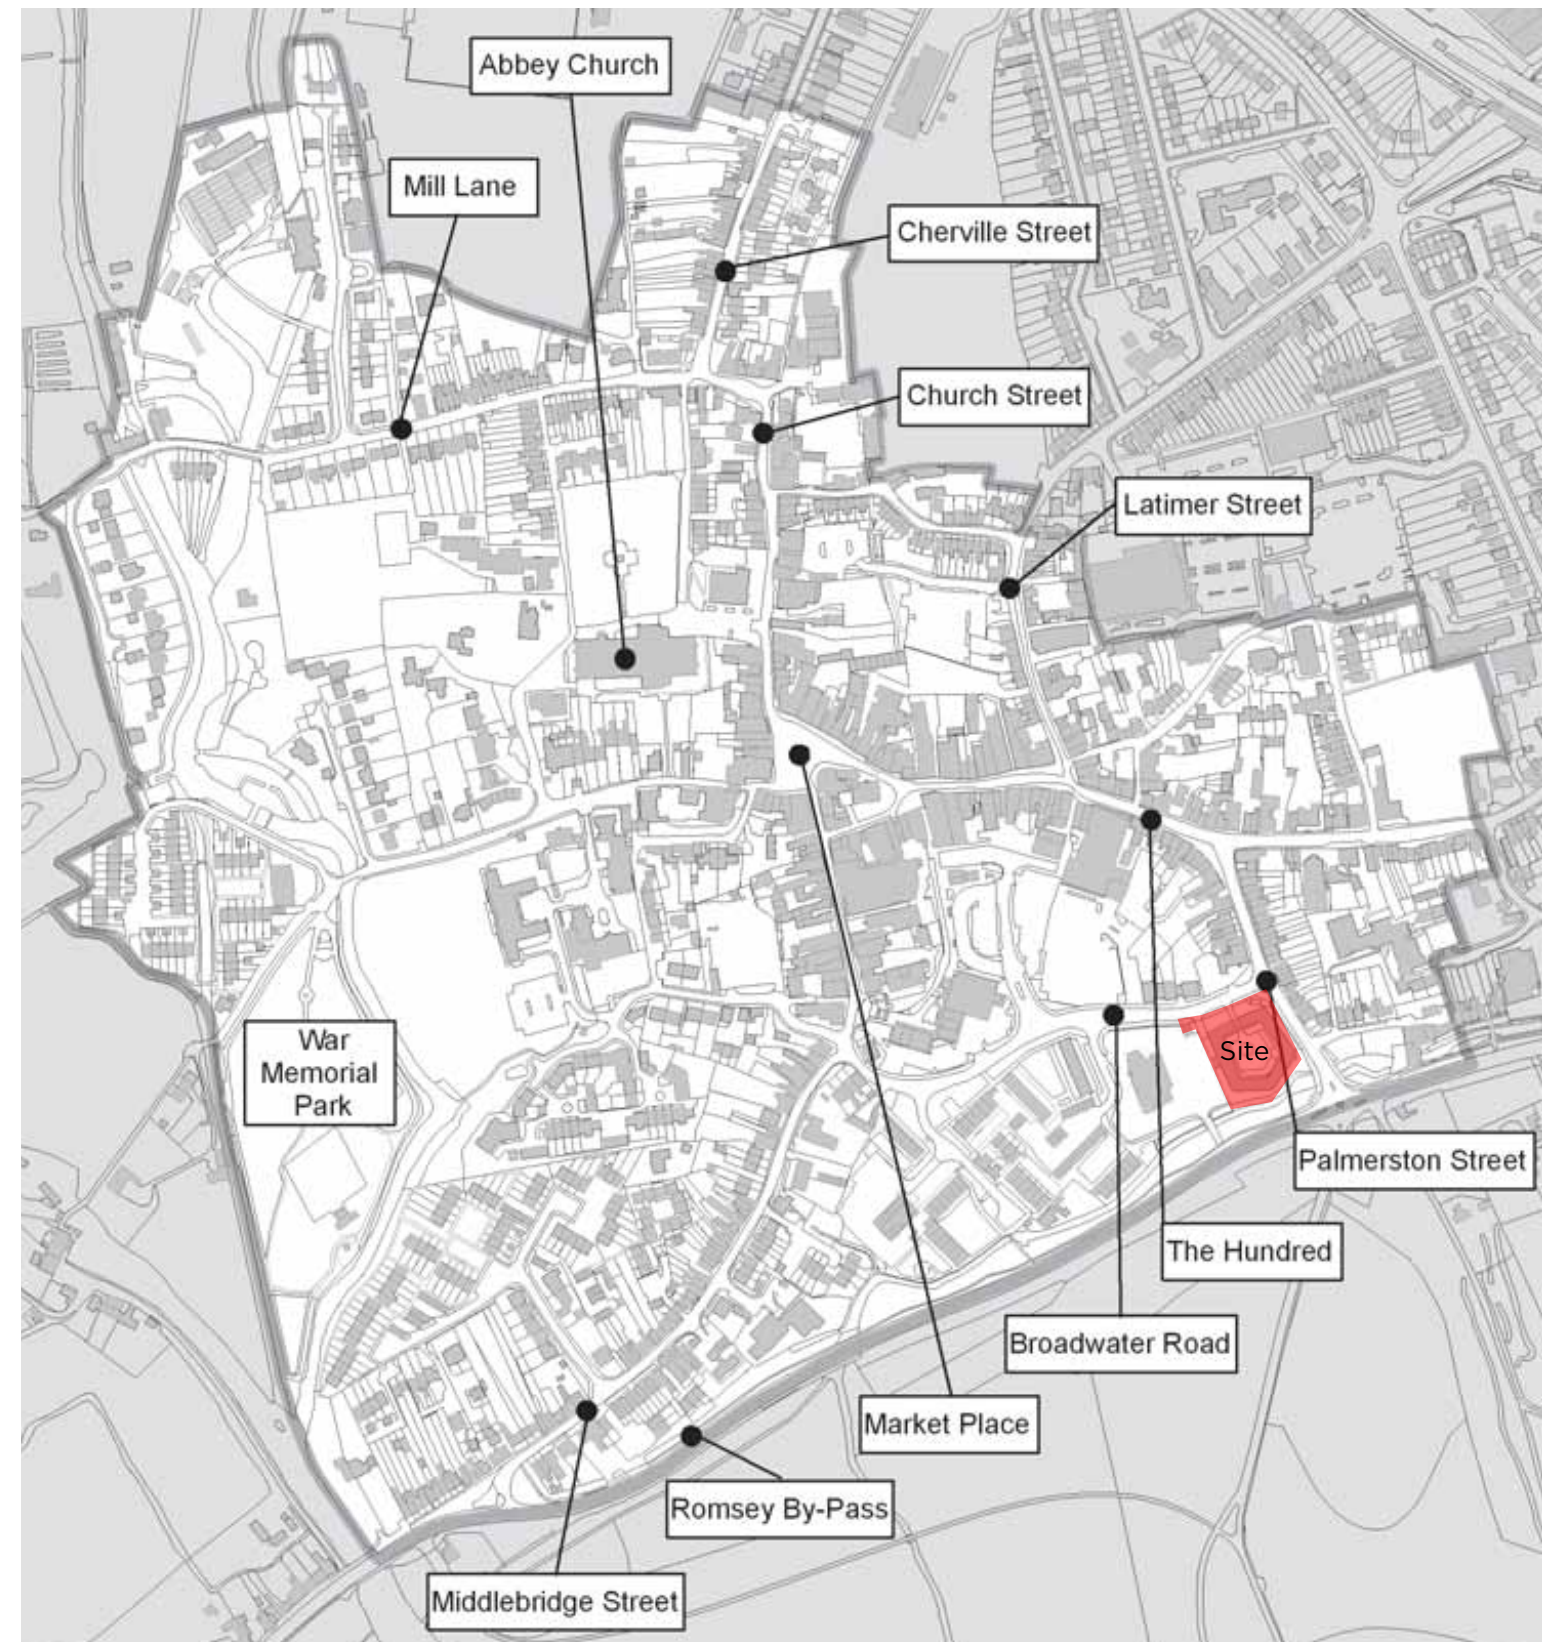 Abbey Church
Mill Lane
Cherville Street
Church Street
Latimer Street
War
Memorial
Park
Site
Palmerston Street
The Hundred
Broadwater Road
Market Place
Romsey By-Pass
Middlebridge Street